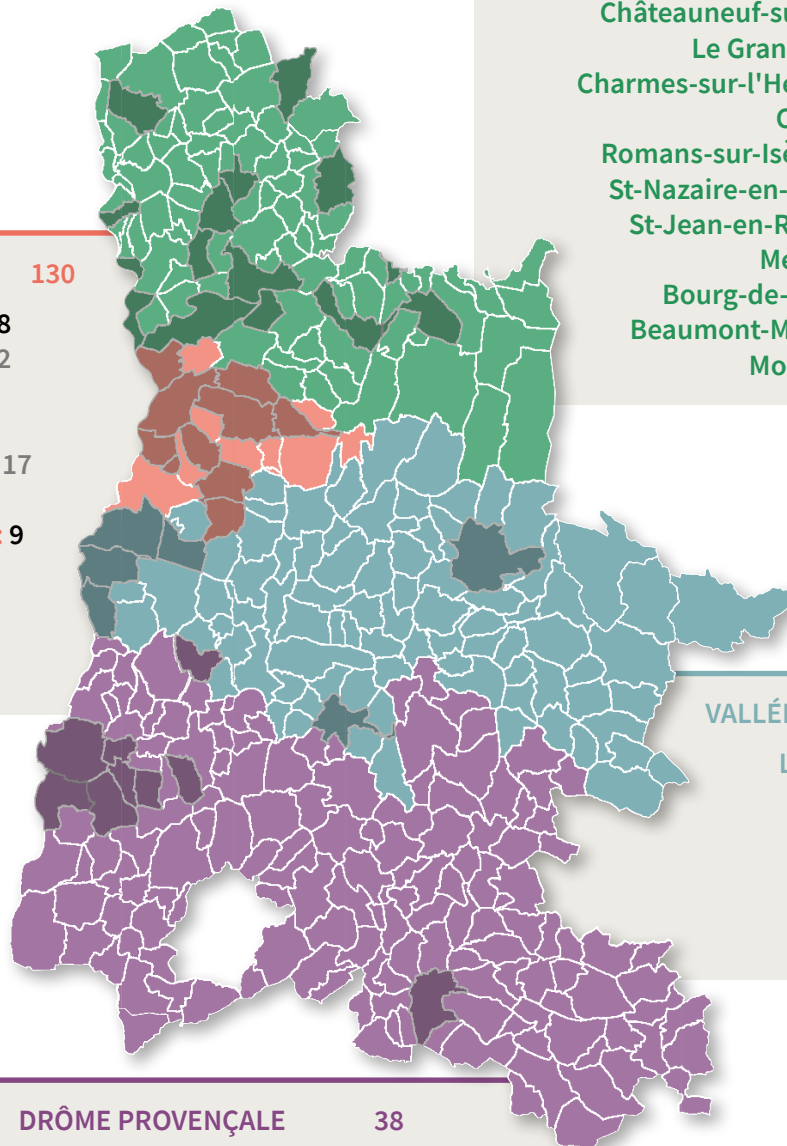 Châteauneuf-su
Le Gran
Charmes-sur-l'He
Romans-sur-Isè
St-Nazaire-en-
St-Jean-en-R
Me
Bourg-de-
Beaumont-M
Mo
130
8
2
17
: 9
VALLÉE
L
DRÔME PROVENÇALE 38